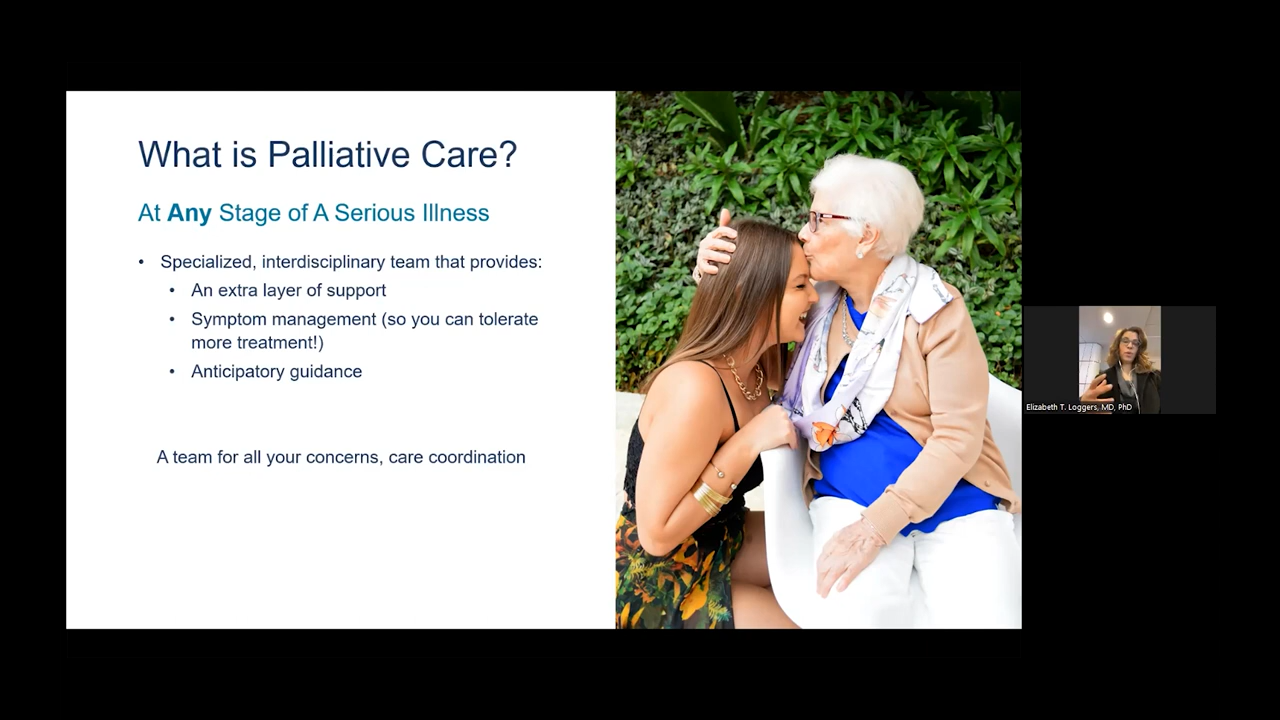 What is Palliative Care?
At Any Stage of A Serious Illness
• Specialized, interdisciplinary team that provides:
• An extra layer of support
• Symptom management (so you can tolerate
more treatment!)
• Anticipatory guidance
A team for all your concerns, care coordination
Elizabeth T. Loggers, MD, PhD